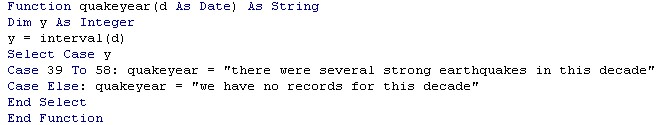 Function quakeyear(d As Date) As String
Dim y As Integer
y = interval(d)
Select Case y
Case 39 To 58: quakeyear = "there were several strong earthquakes in this decade"
Case Else: quakeyear = "we have no records for this decade"
End Select
End Function